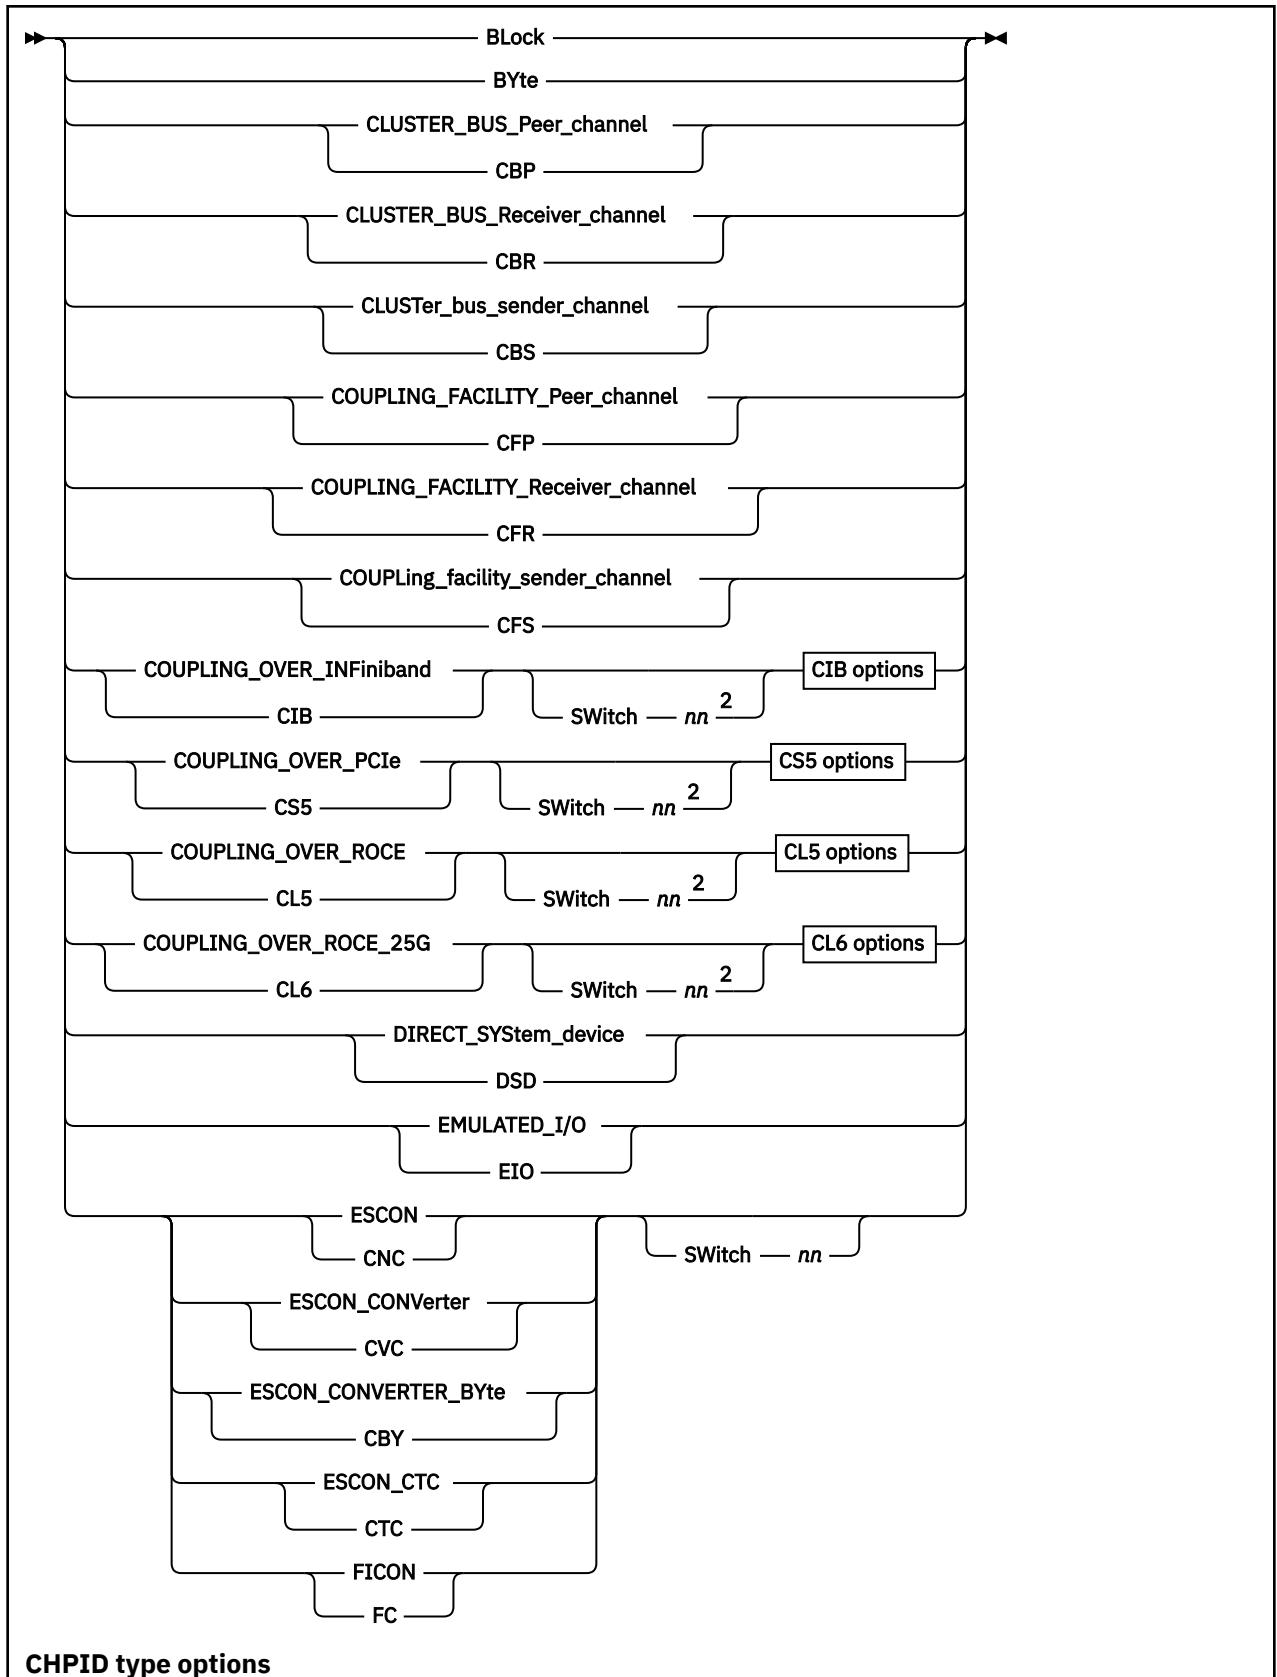 BLock
BYte
CLUSTER_BUS_Peer_channel
CBP
CLUSTER_BUS_Receiver_channel
CBR
CLUSTer_bus_sender_channel
CBS
COUPLING_FACILITY_Peer_channel
CFP
COUPLING_FACILITY_Receiver_channel
CFR
COUPLing_facility_sender_channel
CFS
COUPLING_OVER_INFiniband CIB options
CIB SWitch nn 2
COUPLING_OVER_PCIe CS5 options
CS5 SWitch nn 2
COUPLING_OVER_ROCE CL5 options
CL5 SWitch nn 2
COUPLING_OVER_ROCE_25G CL6 options
CL6 SWitch nn 2
DIRECT_SYStem_device
DSD
EMULATED_I/O
EIO
ESCON
CNC SWitch nn
ESCON_CONVerter
CVC
ESCON_CONVERTER_BYte
CBY
ESCON_CTC
CTC
FICON
FC
CHPID type options